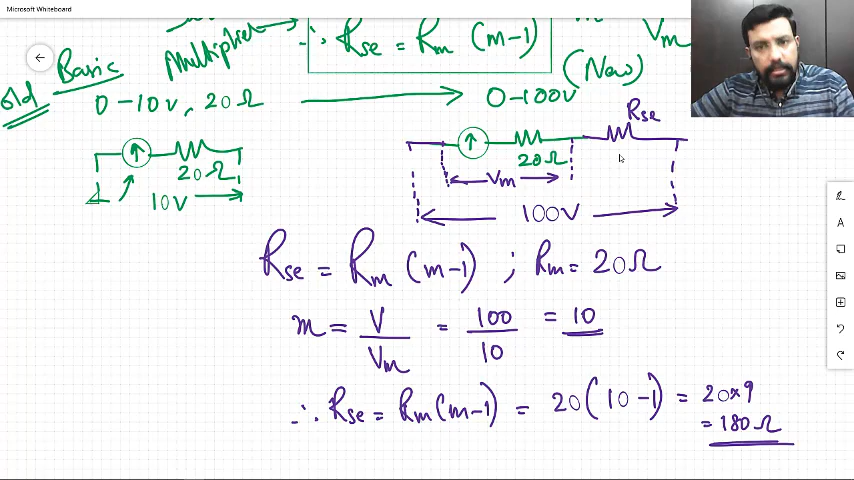 Microsoft Whiteboard
Multiplier
∴ Rse = Rm (m-1)
m
Vm
old
Basic
(New)
0-10v, 20Ω
0-100v
Rse
20Ω
10V
20Ω
Vm
100V
Rse = Rm (m-1) ; Rm = 20Ω
m = V/Vm = 100/10 = 10
∴ Rse = Rm (m-1) = 20 (10-1) = 20×9
= 180Ω